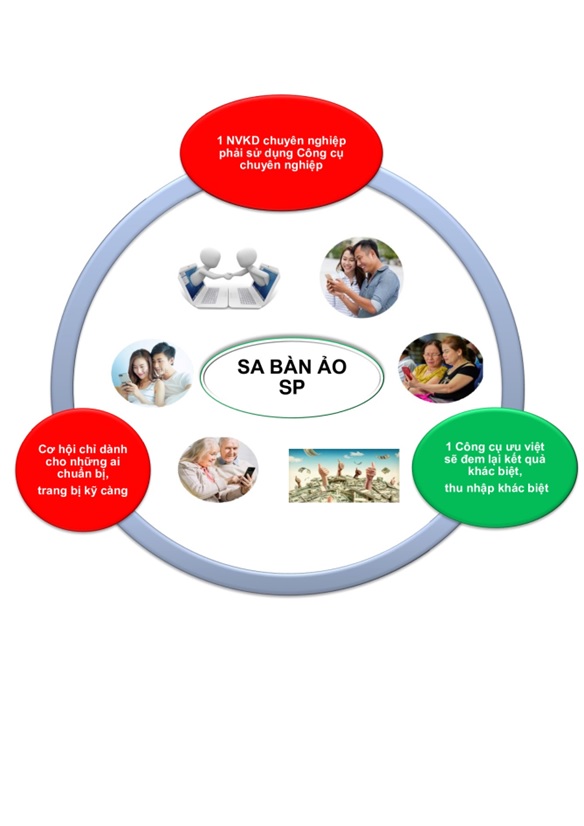 1 NVKD chuyên nghiệp
phải sử dụng Công cụ
chuyên nghiệp
SA BÀN ẢO
SP
Cơ hội chỉ dành
cho những ai
chuẩn bị,
trang bị kỹ càng
1 Công cụ ưu việt
sẽ đem lại kết quả
khác biệt,
thu nhập khác biệt